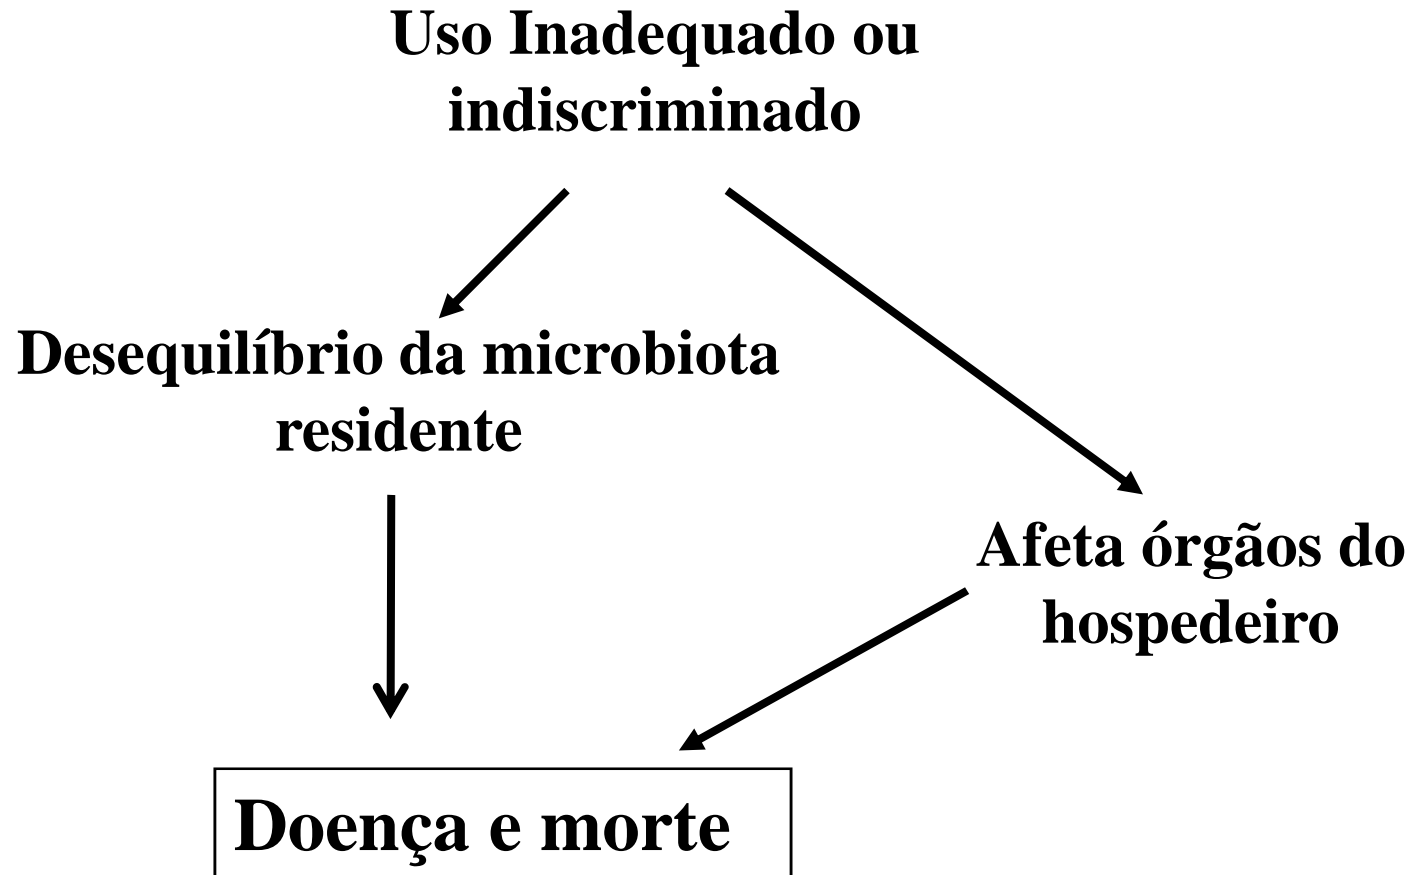 Uso Inadequado ou
indiscriminado
Desequilíbrio da microbiota
residente
Afeta órgãos do
hospedeiro
Doença e morte